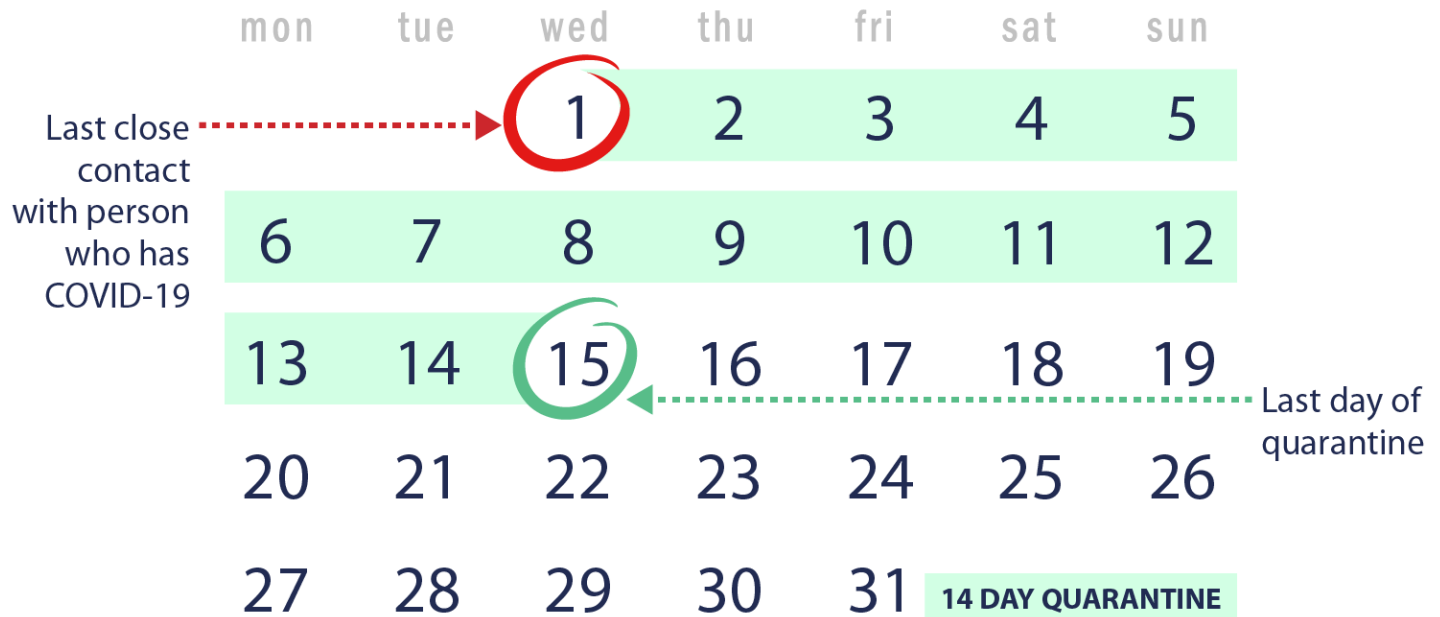 mon tue wed thu fri sat sun
1 2 3 4 5
Last close
contact
with person
who has
COVID-19
6 7 8 9 10 11 12
13 14 15 16 17 18 19
Last day of
quarantine
20 21 22 23 24 25 26
27 28 29 30 31
14 DAY QUARANTINE